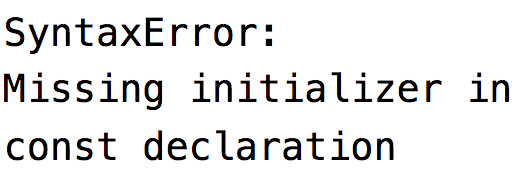 SyntaxError:
Missing initializer in
const declaration